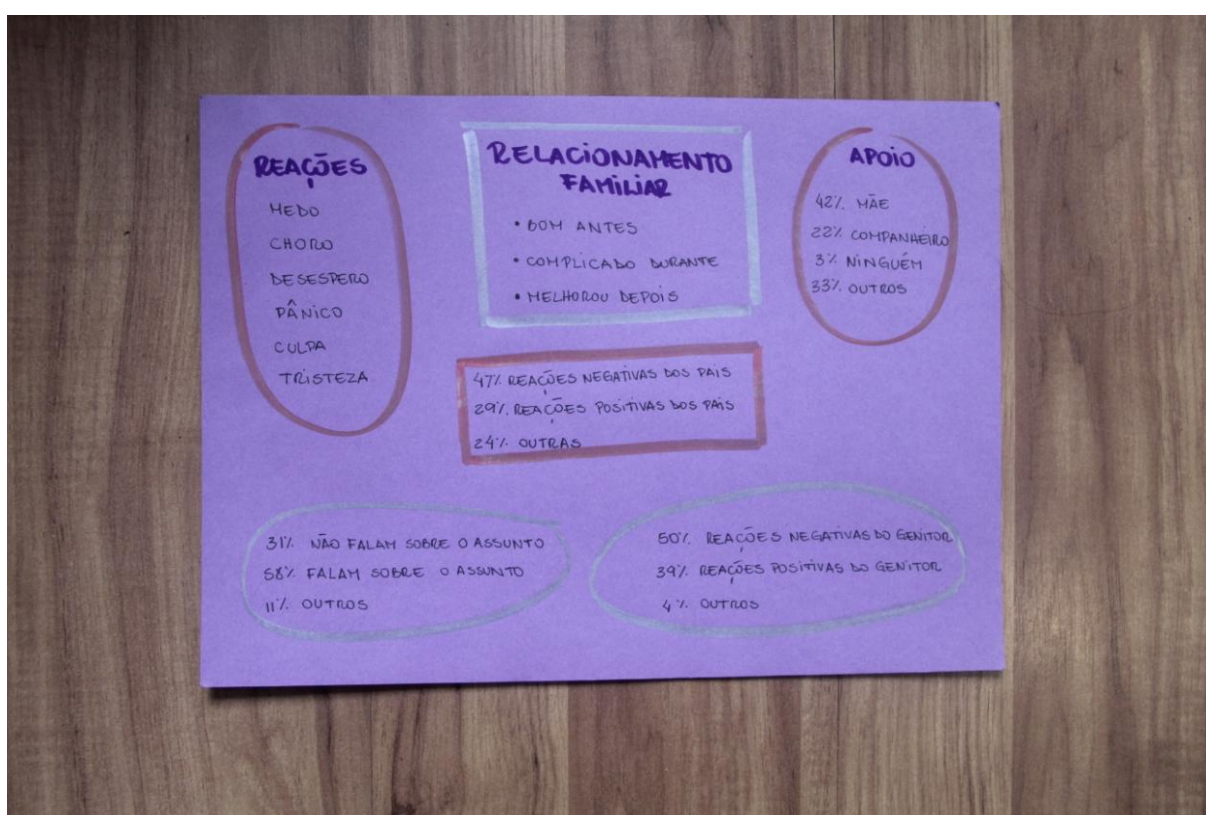 REAÇÕES
MEDO
CHORO
DESESPERO
PÂNICO
CULPA
TRISTEZA
RELACIONAMENTO
FAMILIAR
• BOM ANTES
• COMPLICADO DURANTE
• MELHOROU DEPOIS
APOIO
42% MÃE
22% COMPANHEIRO
3% NINGUÉM
33% OUTROS
47% REAÇÕES NEGATIVAS DOS PAIS
29% REAÇÕES POSITIVAS DOS PAIS
24% OUTRAS
31% NÃO FALAM SOBRE O ASSUNTO
58% FALAM SOBRE O ASSUNTO
11% OUTROS
50% REAÇÕES NEGATIVAS DO GENITOR
39% REAÇÕES POSITIVAS DO GENITOR
4% OUTROS